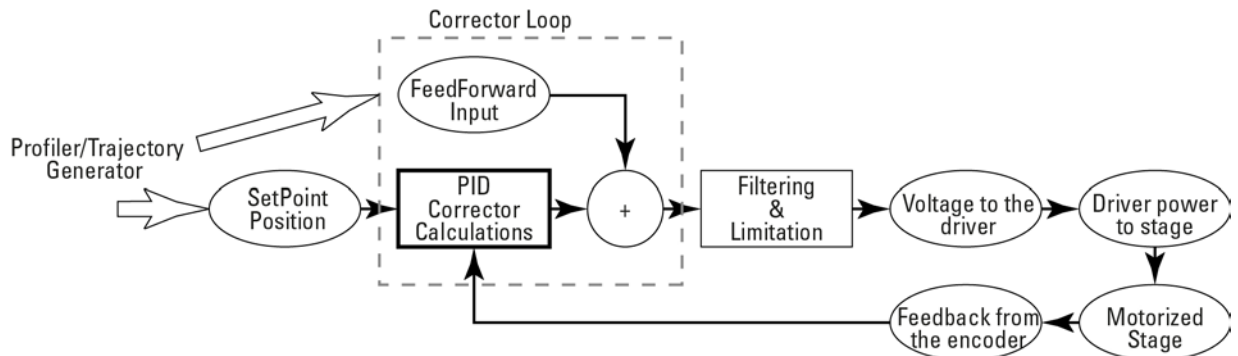 Corrector Loop
FeedForward
Input
Profiler/Trajectory
Generator
SetPoint
Position
PID
Corrector
Calculations
+
Filtering
&
Limitation
Voltage to the
driver
Driver power
to stage
Feedback from
the encoder
Motorized
Stage